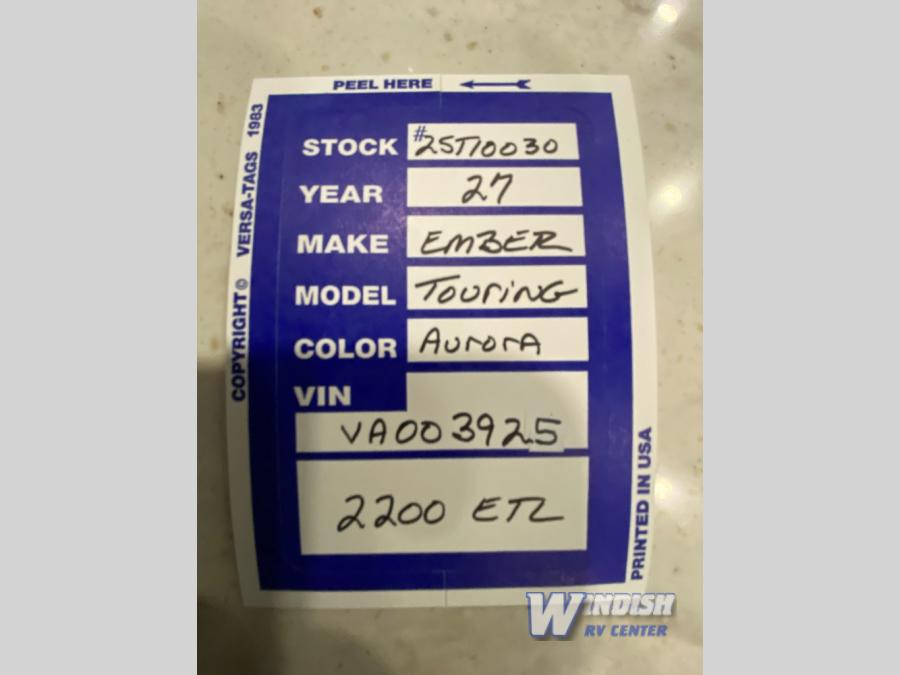 PEEL HERE
COPYRIGHT © VERSA-TAGS 1983
STOCK #25T10030
YEAR 27
MAKE EMBER
MODEL TOURING
COLOR AURORA
VIN
VA003925
2200 ETL
PRINTED IN USA
WINDISH
RV CENTER